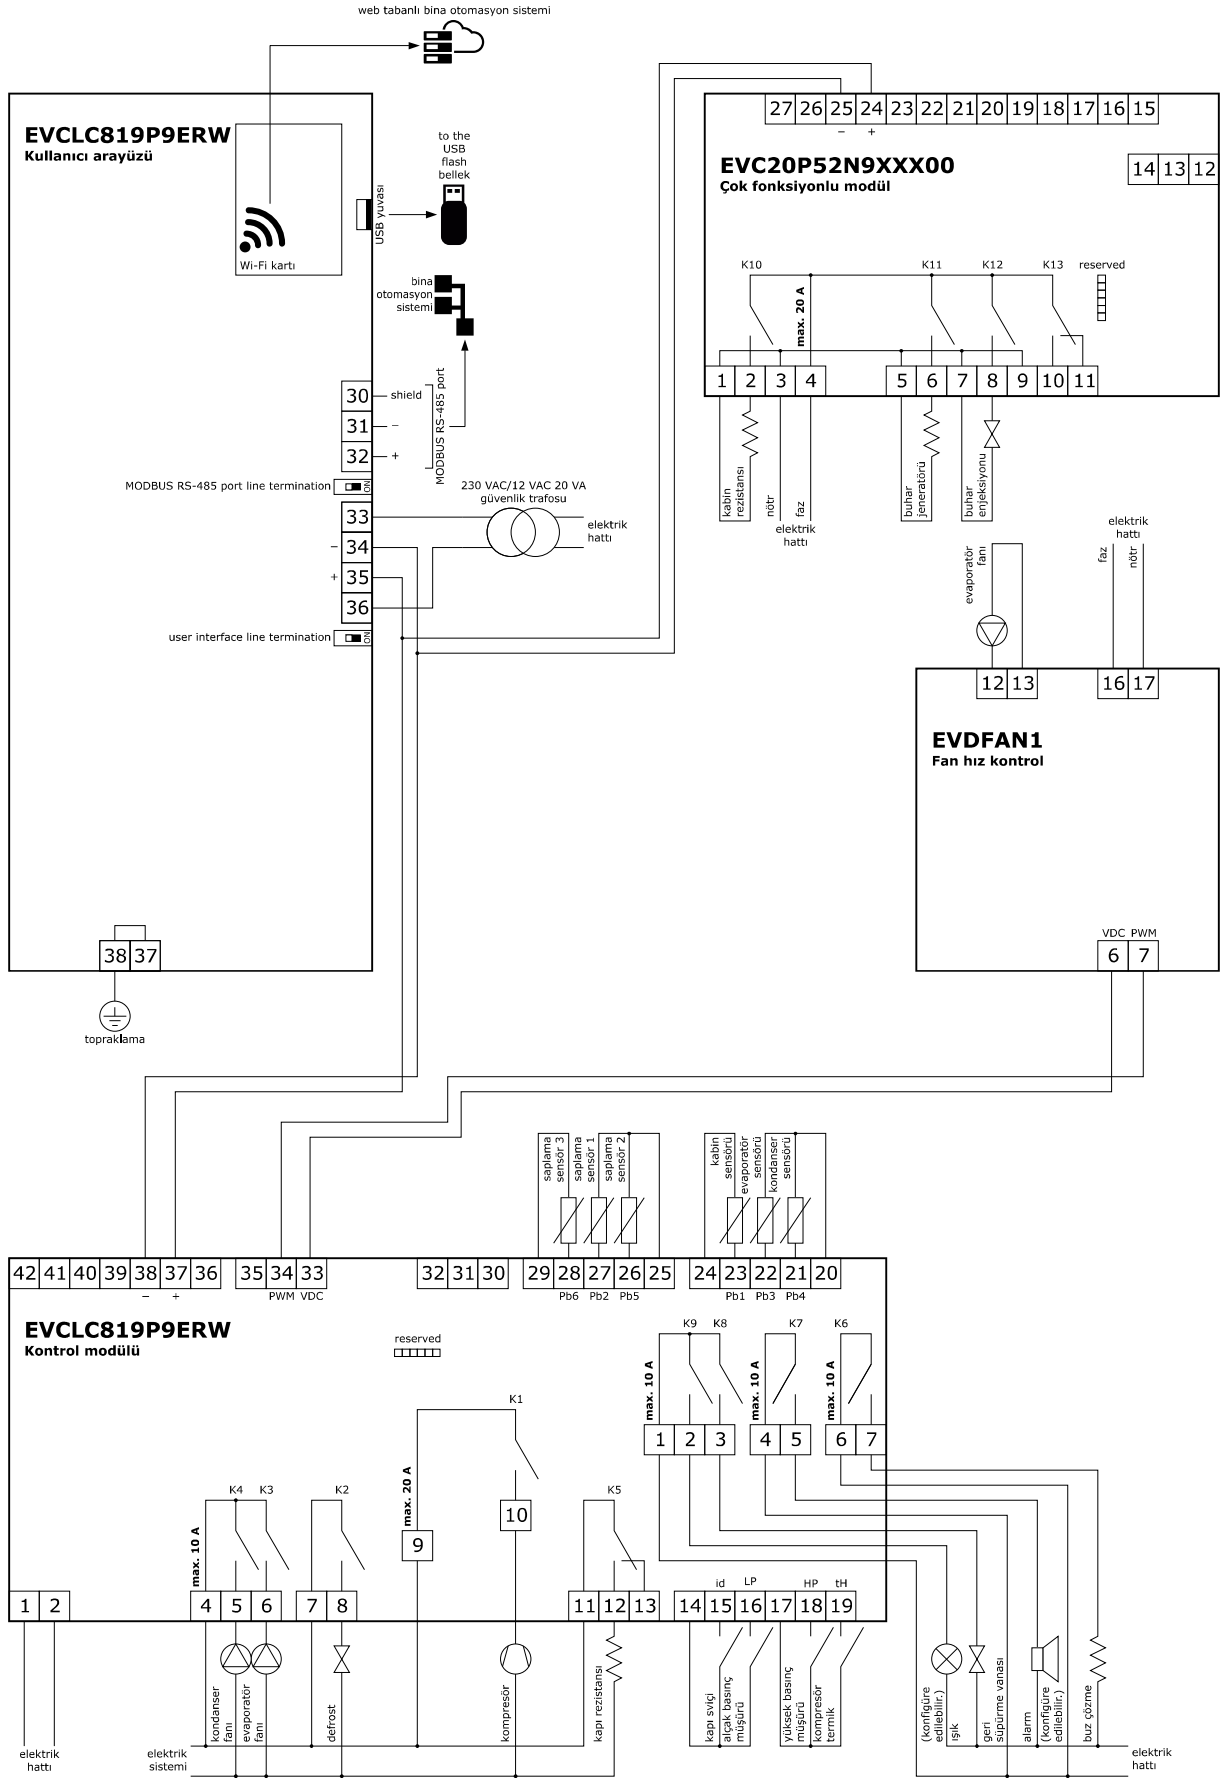 web tabanlı bina otomasyon sistemi
EVCLC819P9ERW
Kullanıcı arayüzü
Wi-Fi kartı
USB yuvası
to the
USB
flash
bellek
bina
otomasyon
sistemi
30
shield
31
−
32
+
MODBUS RS-485 port
MODBUS RS-485 port line termination
ON
33
− 34
+ 35
36
230 VAC/12 VAC 20 VA
güvenlik trafosu
elektrik
hattı
user interface line termination
ON
38 37
topraklama
27 26 25 24 23 22 21 20 19 18 17 16 15
− +
EVC20P52N9XXX00
Çok fonksiyonlu modül
14 13 12
K10
max. 20 A
K11
K12
K13
reserved
1 2 3 4
5 6 7 8 9 10 11
kabin
rezistansı
nötr
faz
elektrik
hattı
buhar
jeneratörü
buhar
enjeksiyonu
evaporatör
fanı
elektrik
hattı
faz
nötr
12 13
16 17
EVDFAN1
Fan hız kontrol
VDC PWM
6 7
saplama
sensör 3
saplama
sensör 1
saplama
sensör 2
kabin
sensörü
evaporatör
sensörü
kondanser
sensörü
42 41 40 39 38 37 36
− +
35 34 33
PWM VDC
32 31 30
29 28 27 26 25
Pb6 Pb2 Pb5
24 23 22 21 20
Pb1 Pb3 Pb4
EVCLC819P9ERW
Kontrol modülü
reserved
K9 K8
K7
K6
max. 10 A
max. 10 A
max. 10 A
1 2 3
4 5
6 7
K1
max. 20 A
9
10
K4 K3
K2
K5
max. 10 A
1 2
4 5 6
7 8
11 12 13
id
LP
HP
tH
14 15 16 17 18 19
elektrik
hattı
elektrik
sistemi
kondanser
fanı
evaporatör
fanı
defrost
kompresör
kapı rezistansı
kapı sviçi
alçak basınç
müşürü
yüksek basınç
müşürü
kompresör
termik
(konfigüre
edilebilir.)
ışık
geri
süpürme vanası
alarm
(konfigüre
edilebilir.)
buz çözme
elektrik
hattı